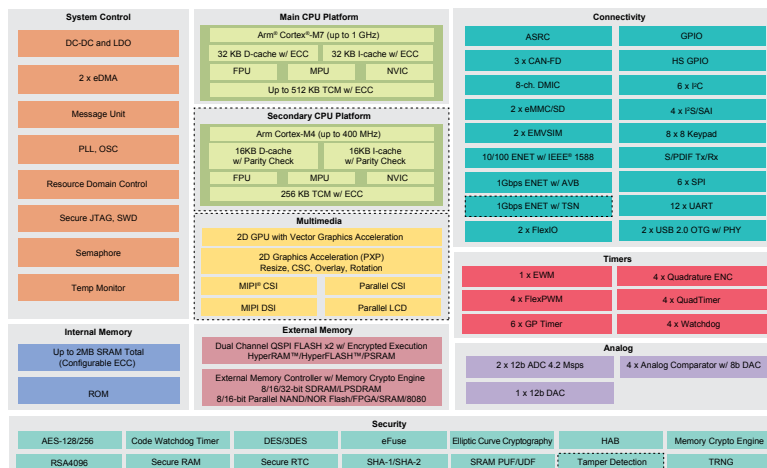 System Control
DC-DC and LDO
2 x eDMA
Message Unit
PLL, OSC
Resource Domain Control
Secure JTAG, SWD
Semaphore
Temp Monitor
Internal Memory
Up to 2MB SRAM Total
(Configurable ECC)
ROM
Main CPU Platform
Arm® Cortex®-M7 (up to 1 GHz)
32 KB D-cache w/ ECC
32 KB I-cache w/ ECC
FPU
MPU
NVIC
Up to 512 KB TCM w/ ECC
Secondary CPU Platform
Arm Cortex-M4 (up to 400 MHz)
16KB D-cache
w/ Parity Check
16KB I-cache
w/ Parity Check
FPU
MPU
NVIC
256 KB TCM w/ ECC
Multimedia
2D GPU with Vector Graphics Acceleration
2D Graphics Acceleration (PXP)
Resize, CSC, Overlay, Rotation
MIPI® CSI
Parallel CSI
MIPI DSI
Parallel LCD
External Memory
Dual Channel QSPI FLASH x2 w/ Encrypted Execution
HyperRAM™/HyperFLASH™/PSRAM
External Memory Controller w/ Memory Crypto Engine
8/16/32-bit SDRAM/LPSDRAM
8/16-bit Parallel NAND/NOR Flash/FPGA/SRAM/8080
Connectivity
ASRC
GPIO
3 x CAN-FD
HS GPIO
8-ch. DMIC
6 x I²C
2 x eMMC/SD
4 x I²S/SAI
2 x EMVSIM
8 x 8 Keypad
10/100 ENET w/ IEEE® 1588
S/PDIF Tx/Rx
1Gbps ENET w/ AVB
6 x SPI
1Gbps ENET w/ TSN
12 x UART
2 x FlexIO
2 x USB 2.0 OTG w/ PHY
Timers
1 x EWM
4 x Quadrature ENC
4 x FlexPWM
4 x QuadTimer
6 x GP Timer
4 x Watchdog
Analog
2 x 12b ADC 4.2 Msps
4 x Analog Comparator w/ 8b DAC
1 x 12b DAC
Security
AES-128/256
Code Watchdog Timer
DES/3DES
eFuse
Elliptic Curve Cryptography
HAB
Memory Crypto Engine
RSA4096
Secure RAM
Secure RTC
SHA-1/SHA-2
SRAM PUF/UDF
Tamper Detection
TRNG